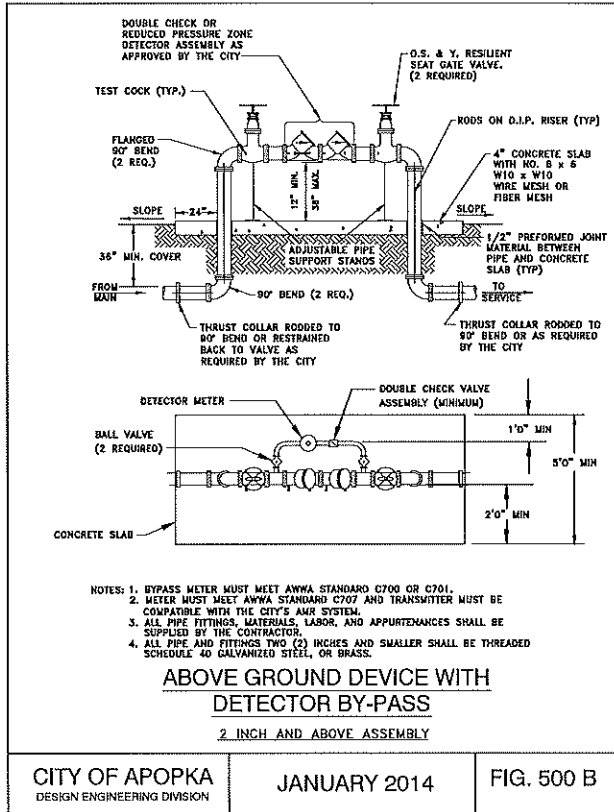 DOUBLE CHECK OR
REDUCED PRESSURE ZONE
DETECTOR ASSEMBLY AS
APPROVED BY THE CITY
O.S. & Y. RESILIENT
SEAT GATE VALVE.
(2 REQUIRED)
TEST COCK (TYP.)
RODS ON D.I.P. RISER (TYP)
FLANGED
90° BEND
(2 REQ.)
4" CONCRETE SLAB
WITH NO. 6 x 6
W10 x W10
WIRE MESH OR
FIBER MESH
12" MIN.
38" MAX.
24"
SLOPE
SLOPE
36" MIN. COVER
ADJUSTABLE PIPE
SUPPORT STANDS
1/2" PREFORMED JOINT
MATERIAL BETWEEN
PIPE AND CONCRETE
SLAB (TYP)
FROM
MAIN
90° BEND (2 REQ.)
TO
SERVICE
THRUST COLLAR RODDED TO
90° BEND OR RESTRAINED
BACK TO VALVE AS
REQUIRED BY THE CITY
THRUST COLLAR RODDED TO
90° BEND OR AS REQUIRED
BY THE CITY
DETECTOR METER
DOUBLE CHECK VALVE
ASSEMBLY (MINIMUM)
BALL VALVE
(2 REQUIRED)
1'0" MIN
5'0" MIN
2'0" MIN
CONCRETE SLAB
NOTES: 1. BYPASS METER MUST MEET AWWA STANDARD C700 OR C701.
2. METER MUST MEET AWWA STANDARD C707 AND TRANSMITTER MUST BE
COMPATIBLE WITH THE CITY'S AMR SYSTEM.
3. ALL PIPE FITTINGS, MATERIALS, LABOR, AND APPURTENANCES SHALL BE
SUPPLIED BY THE CONTRACTOR.
4. ALL PIPE AND FITTINGS TWO (2) INCHES AND SMALLER SHALL BE THREADED
SCHEDULE 40 GALVANIZED STEEL, OR BRASS.
ABOVE GROUND DEVICE WITH
DETECTOR BY-PASS
2 INCH AND ABOVE ASSEMBLY
CITY OF APOPKA
DESIGN ENGINEERING DIVISION
JANUARY 2014
FIG. 500 B